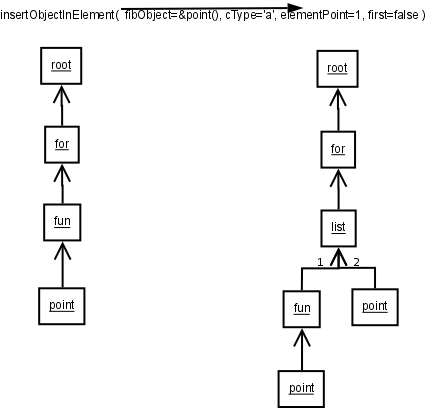 insertObjectInElement( fibObject=&point(), cType='a', elementPoint=1, first=false )
root
root
for
for
fun
list
1
2
point
fun
point
point